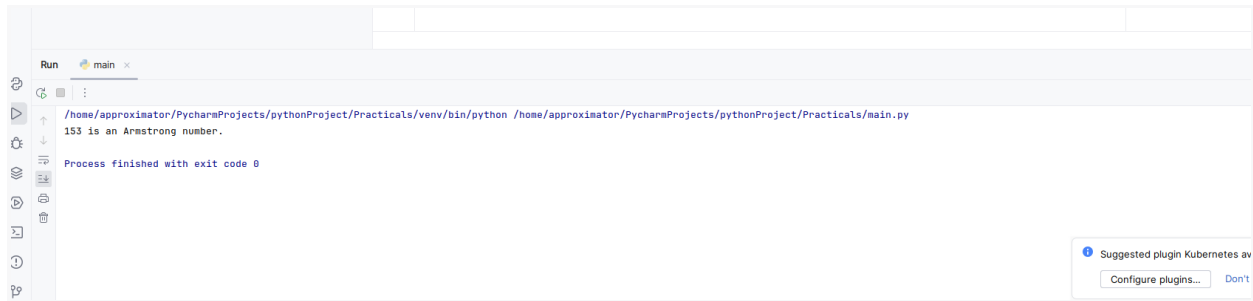 Run main
/home/approximator/PycharmProjects/pythonProject/Practicals/venv/bin/python /home/approximator/PycharmProjects/pythonProject/Practicals/main.py
153 is an Armstrong number.
Process finished with exit code 0
Suggested plugin Kubernetes av
Configure plugins... Don't